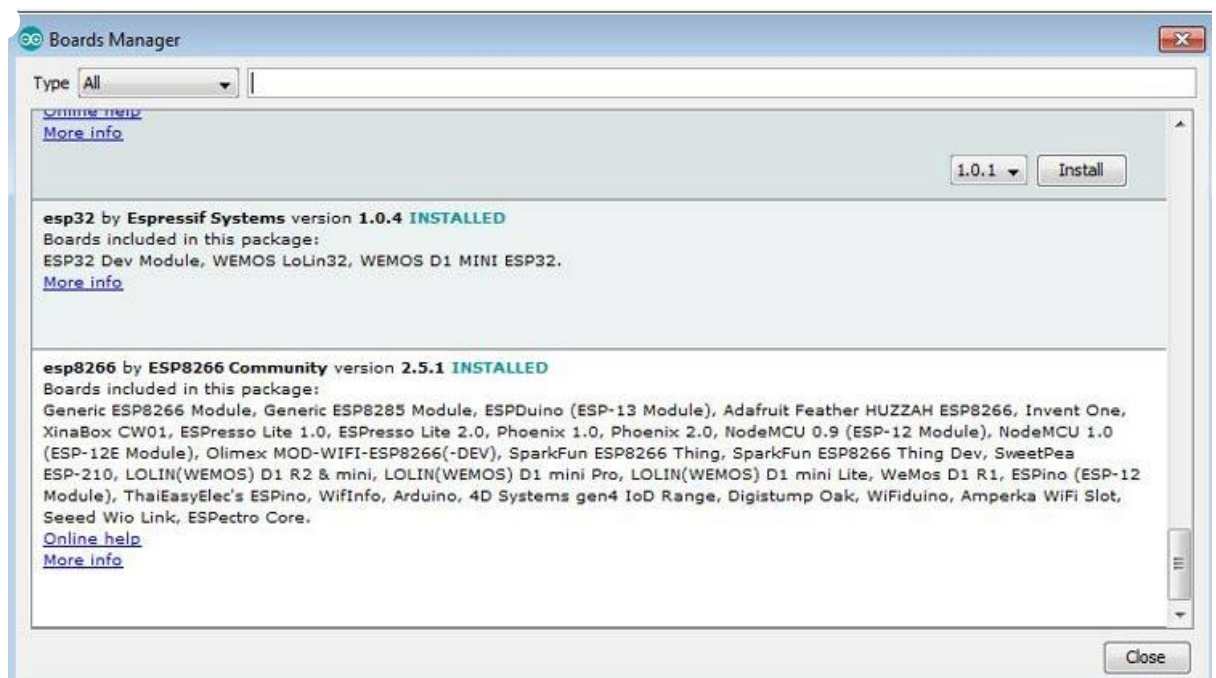 Boards Manager
Type All
Online help
More info
1.0.1 Install
esp32 by Espressif Systems version 1.0.4 INSTALLED
Boards included in this package:
ESP32 Dev Module, WEMOS LoLin32, WEMOS D1 MINI ESP32.
More info
esp8266 by ESP8266 Community version 2.5.1 INSTALLED
Boards included in this package:
Generic ESP8266 Module, Generic ESP8285 Module, ESPDuino (ESP-13 Module), Adafruit Feather HUZZAH ESP8266, Invent One,
XinaBox CW01, ESPresso Lite 1.0, ESPresso Lite 2.0, Phoenix 1.0, Phoenix 2.0, NodeMCU 0.9 (ESP-12 Module), NodeMCU 1.0
(ESP-12E Module), Olimex MOD-WIFI-ESP8266(-DEV), SparkFun ESP8266 Thing, SparkFun ESP8266 Thing Dev, SweetPea
ESP-210, LOLIN(WEMOS) D1 R2 & mini, LOLIN(WEMOS) D1 mini Pro, LOLIN(WEMOS) D1 mini Lite, WeMos D1 R1, ESPino (ESP-12
Module), ThaiEasyElec's ESPino, WifInfo, Arduino, 4D Systems gen4 IoD Range, Digistump Oak, WiFiduino, Amperka WiFi Slot,
Seeed Wio Link, ESPectro Core.
Online help
More info
Close